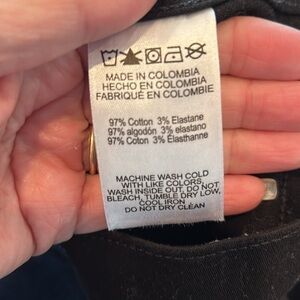 MADE IN COLOMBIA
HECHO EN COLOMBIA
FABRIQUÉ EN COLOMBIE
97% Cotton 3% Elastane
97% algodón 3% elastano
97% Coton 3% Élasthanne
MACHINE WASH COLD
WITH LIKE COLORS,
WASH INSIDE OUT, DO NOT
BLEACH, TUMBLE DRY LOW,
COOL IRON
DO NOT DRY CLEAN